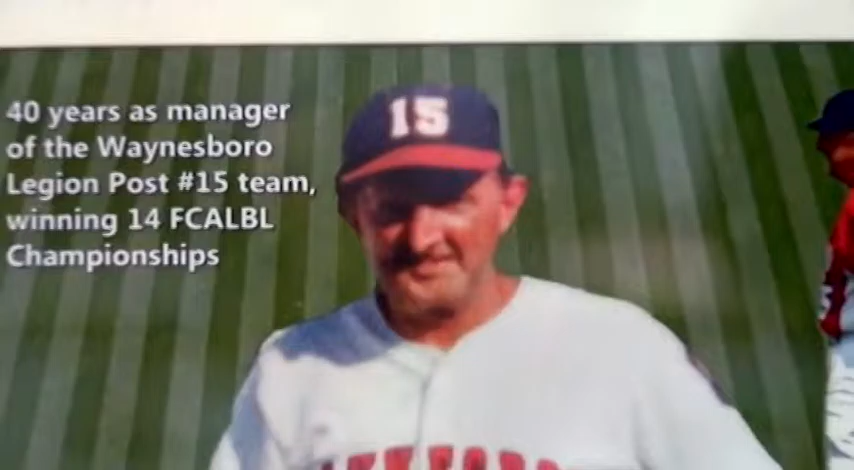 40 years as manager
of the Waynesboro
Legion Post #15 team,
winning 14 FCALBL
Championships
15